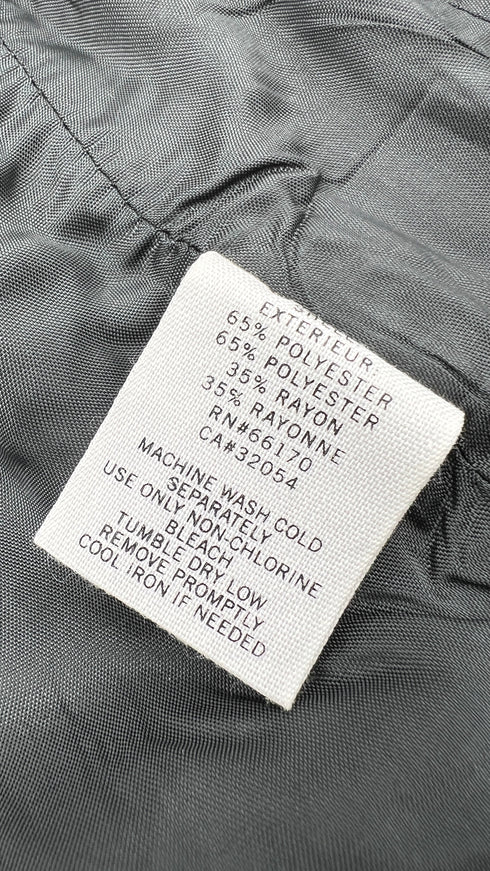 EXTERIEUR
65% POLYESTER
65% POLYESTER
35% RAYON
35% RAYONNE
RN#66170
CA#32054
MACHINE WASH COLD
SEPARATELY
USE ONLY NON-CHLORINE
BLEACH
TUMBLE DRY LOW
REMOVE PROMPTLY
COOL IRON IF NEEDED